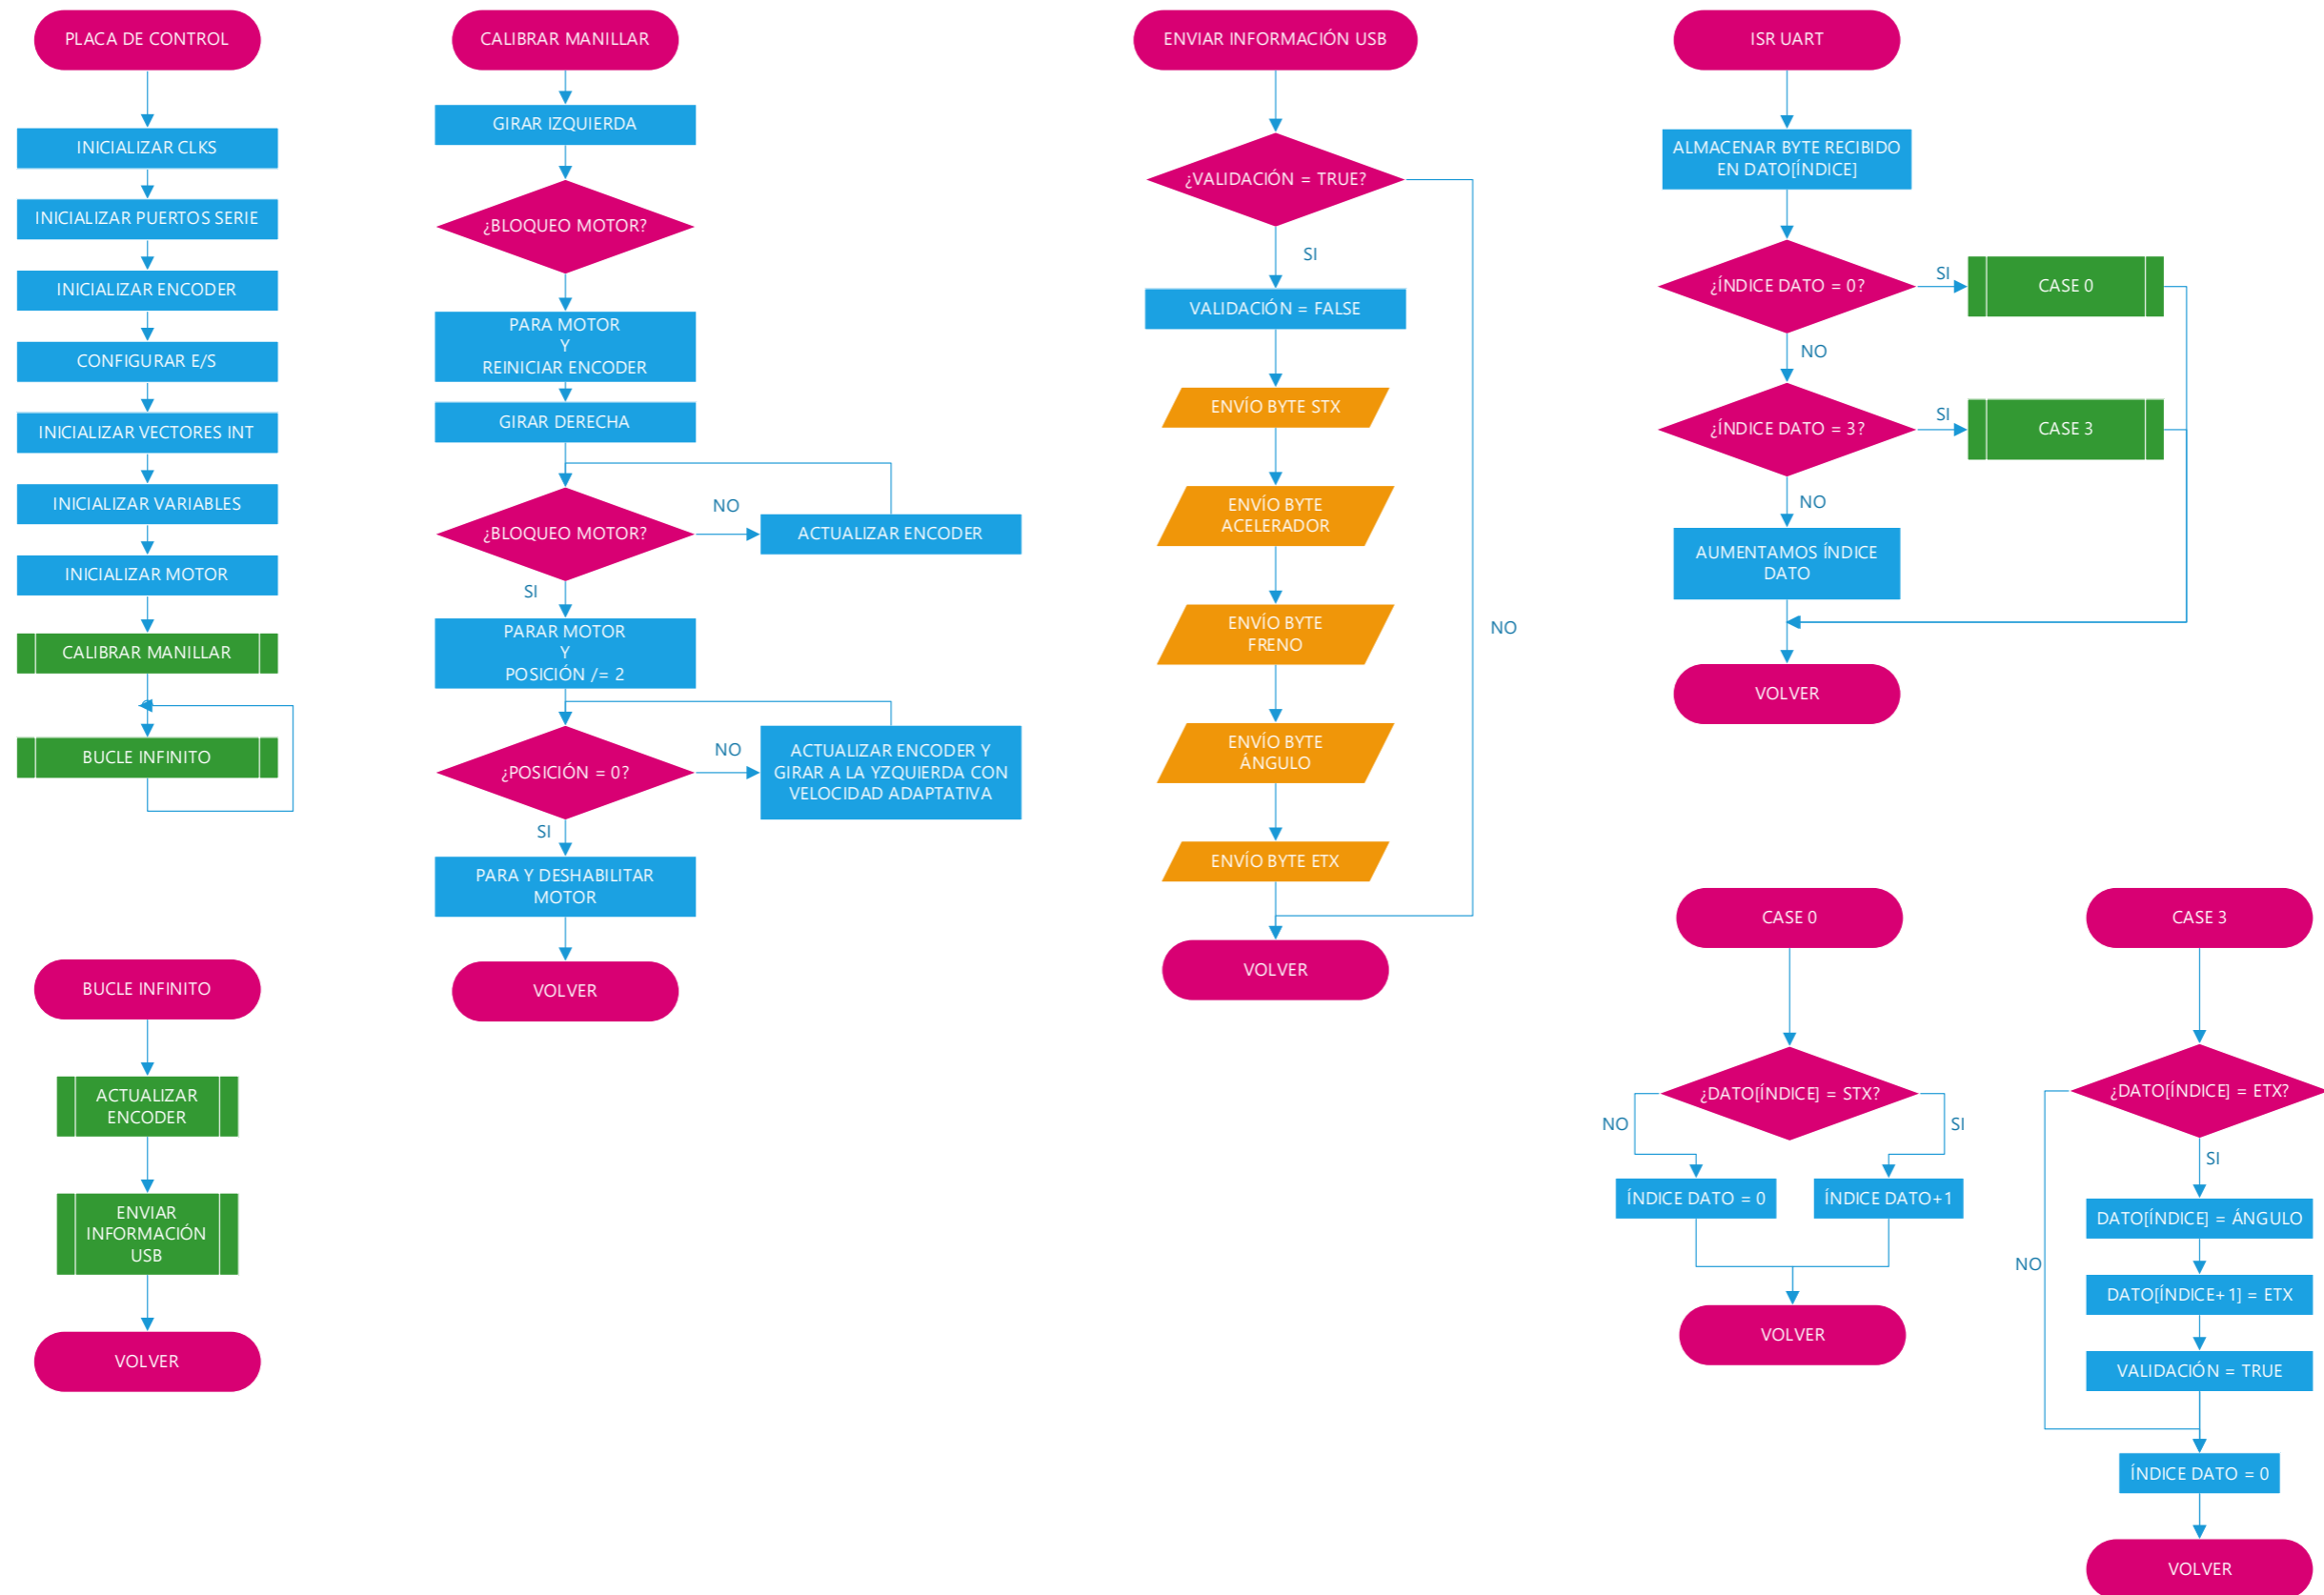 PLACA DE CONTROL
INICIALIZAR CLKS
INICIALIZAR PUERTOS SERIE
INICIALIZAR ENCODER
CONFIGURAR E/S
INICIALIZAR VECTORES INT
INICIALIZAR VARIABLES
INICIALIZAR MOTOR
CALIBRAR MANILLAR
BUCLE INFINITO
BUCLE INFINITO
ACTUALIZAR
ENCODER
ENVIAR
INFORMACIÓN
USB
VOLVER
CALIBRAR MANILLAR
GIRAR IZQUIERDA
¿BLOQUEO MOTOR?
PARA MOTOR
Y
REINICIAR ENCODER
GIRAR DERECHA
¿BLOQUEO MOTOR?
NO
ACTUALIZAR ENCODER
SI
PARAR MOTOR
Y
POSICIÓN /= 2
¿POSICIÓN = 0?
NO
ACTUALIZAR ENCODER Y
GIRAR A LA YZQUIERDA CON
VELOCIDAD ADAPTATIVA
SI
PARA Y DESHABILITAR
MOTOR
VOLVER
ENVIAR INFORMACIÓN USB
¿VALIDACIÓN = TRUE?
SI
VALIDACIÓN = FALSE
ENVÍO BYTE STX
ENVÍO BYTE
ACELERADOR
ENVÍO BYTE
FRENO
NO
ENVÍO BYTE
ÁNGULO
ENVÍO BYTE ETX
VOLVER
ISR UART
ALMACENAR BYTE RECIBIDO
EN DATO[ÍNDICE]
¿ÍNDICE DATO = 0?
SI
CASE 0
NO
¿ÍNDICE DATO = 3?
SI
CASE 3
NO
AUMENTAMOS ÍNDICE
DATO
VOLVER
CASE 0
¿DATO[ÍNDICE] = STX?
NO
SI
ÍNDICE DATO = 0
ÍNDICE DATO+1
VOLVER
CASE 3
¿DATO[ÍNDICE] = ETX?
SI
DATO[ÍNDICE] = ÁNGULO
NO
DATO[ÍNDICE+1] = ETX
VALIDACIÓN = TRUE
ÍNDICE DATO = 0
VOLVER